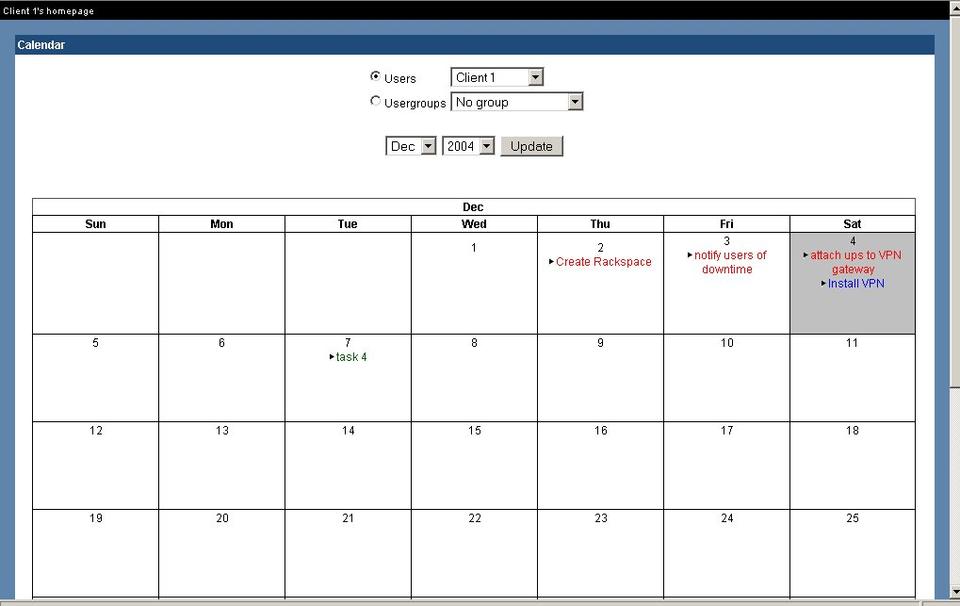 Client 1's homepage
Calendar
Users Client 1
Usergroups No group
Dec 2004 Update
Dec
Sun Mon Tue Wed Thu Fri Sat
1 2 3 4
Create Rackspace
notify users of downtime
attach ups to VPN gateway
Install VPN
5 6 7 8 9 10 11
task 4
12 13 14 15 16 17 18
19 20 21 22 23 24 25